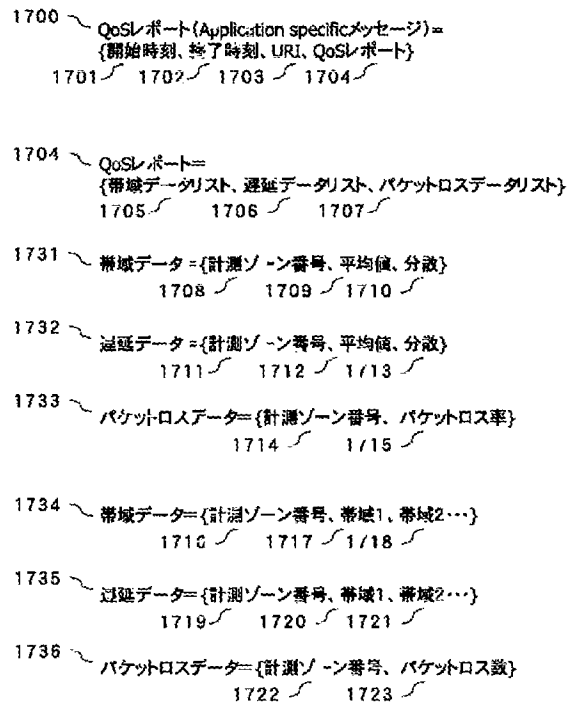 1700
QoSレポート(Application specificメッセージ)=
{開始時刻、終了時刻、URI、QoSレポート}
1701 1702 1703 1704
1704
QoSレポート=
{帯域データリスト、遅延データリスト、パケットロスデータリスト}
1705 1706 1707
1731
帯域データ={計測ゾーン番号、平均値、分散}
1708 1709 1710
1732
遅延データ={計測ゾーン番号、平均値、分散}
1711 1712 1713
1733
パケットロスデータ={計測ゾーン番号、パケットロス率}
1714 1715
1734
帯域データ={計測ゾーン番号、帯域1、帯域2…}
1716 1717 1718
1735
遅延データ={計測ゾーン番号、帯域1、帯域2…}
1719 1720 1721
1736
パケットロスデータ={計測ゾーン番号、パケットロス数}
1722 1723